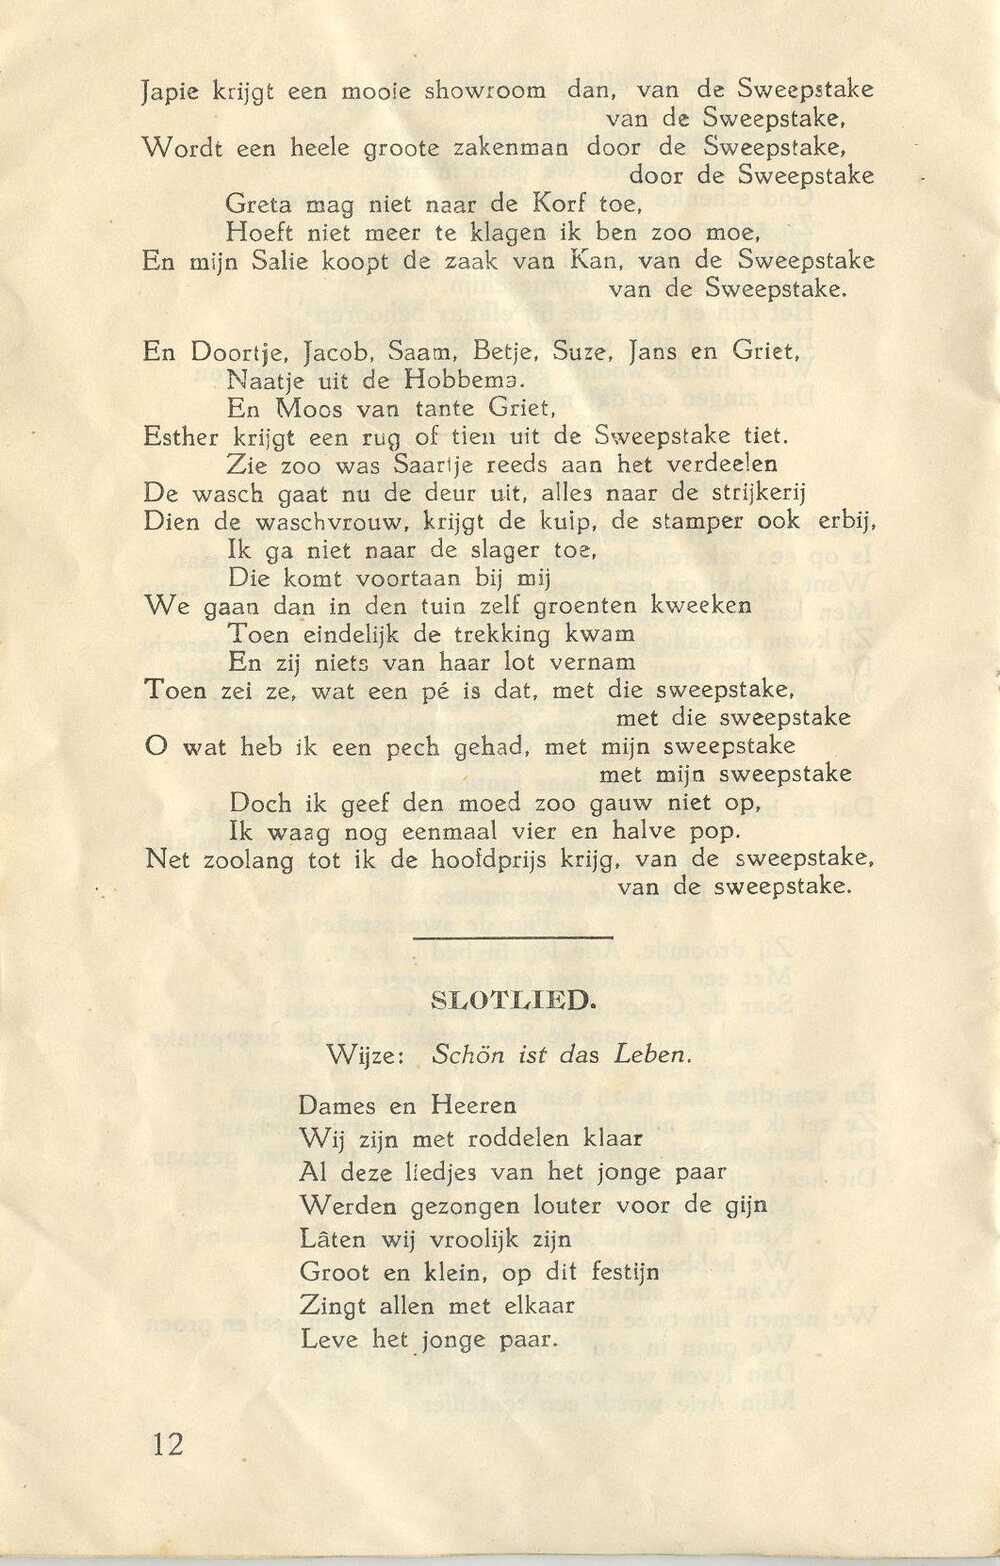 Japie krijgt een mooie showroom dan, van de Sweepstake
van de Sweepstake,
Wordt een heele groote zakenman door de Sweepstake,
door de Sweepstake
Greta mag niet naar de Korf toe,
Hoeft niet meer te klagen ik ben zoo moe,
En mijn Salie koopt de zaak van Kan, van de Sweepstake
van de Sweepstake.
En Doortje, Jacob, Saam, Betje, Suze, Jans en Griet,
Naatje uit de Hobbema.
En Moos van tante Griet,
Esther krijgt een rug of tien uit de Sweepstake tiet.
Zie zoo was Saartje reeds aan het verdeelen
De wasch gaat nu de deur uit, alles naar de strijkerij
Dien de waschvrouw, krijgt de kuip, de stamper ook erbij,
Ik ga niet naar de slager toe,
Die komt voortaan bij mij
We gaan dan in den tuin zelf groenten kweeken
Toen eindelijk de trekking kwam
En zij niets van haar lot vernam
Toen zei ze, wat een pé is dat, met die sweepstake,
met die sweepstake
O wat heb ik een pech gehad, met mijn sweepstake
met mijn sweepstake
Doch ik geef den moed zoo gauw niet op,
Ik waag nog eenmaal vier en halve pop.
Net zoolang tot ik de hoofdprijs krijg, van de sweepstake,
van de sweepstake.
SLOTLIED.
Wijze: Schön ist das Leben.
Dames en Heeren
Wij zijn met roddelen klaar
Al deze liedjes van het jonge paar
Werden gezongen louter voor de gijn
Lâten wij vroolijk zijn
Groot en klein, op dit festijn
Zingt allen met elkaar
Leve het jonge paar.
12